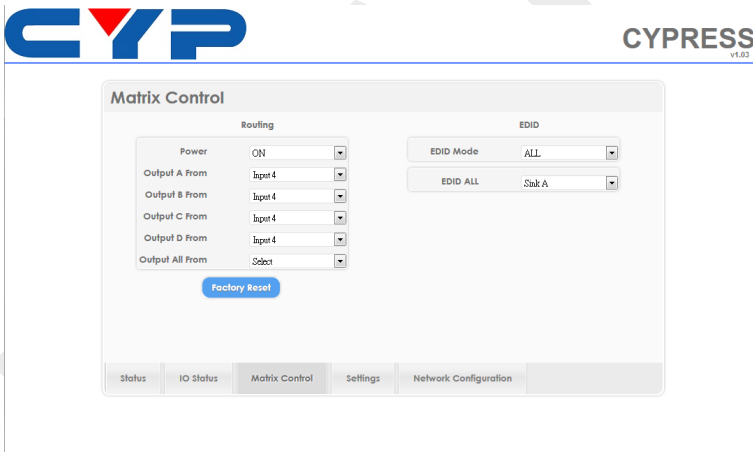 CYP
CYPRESS
v1.03
Matrix Control
Routing
EDID
Power ON
EDID Mode ALL
Output A From Input 4
EDID ALL Sink A
Output B From Input 4
Output C From Input 4
Output D From Input 4
Output All From Select
Factory Reset
Status IO Status Matrix Control Settings Network Configuration